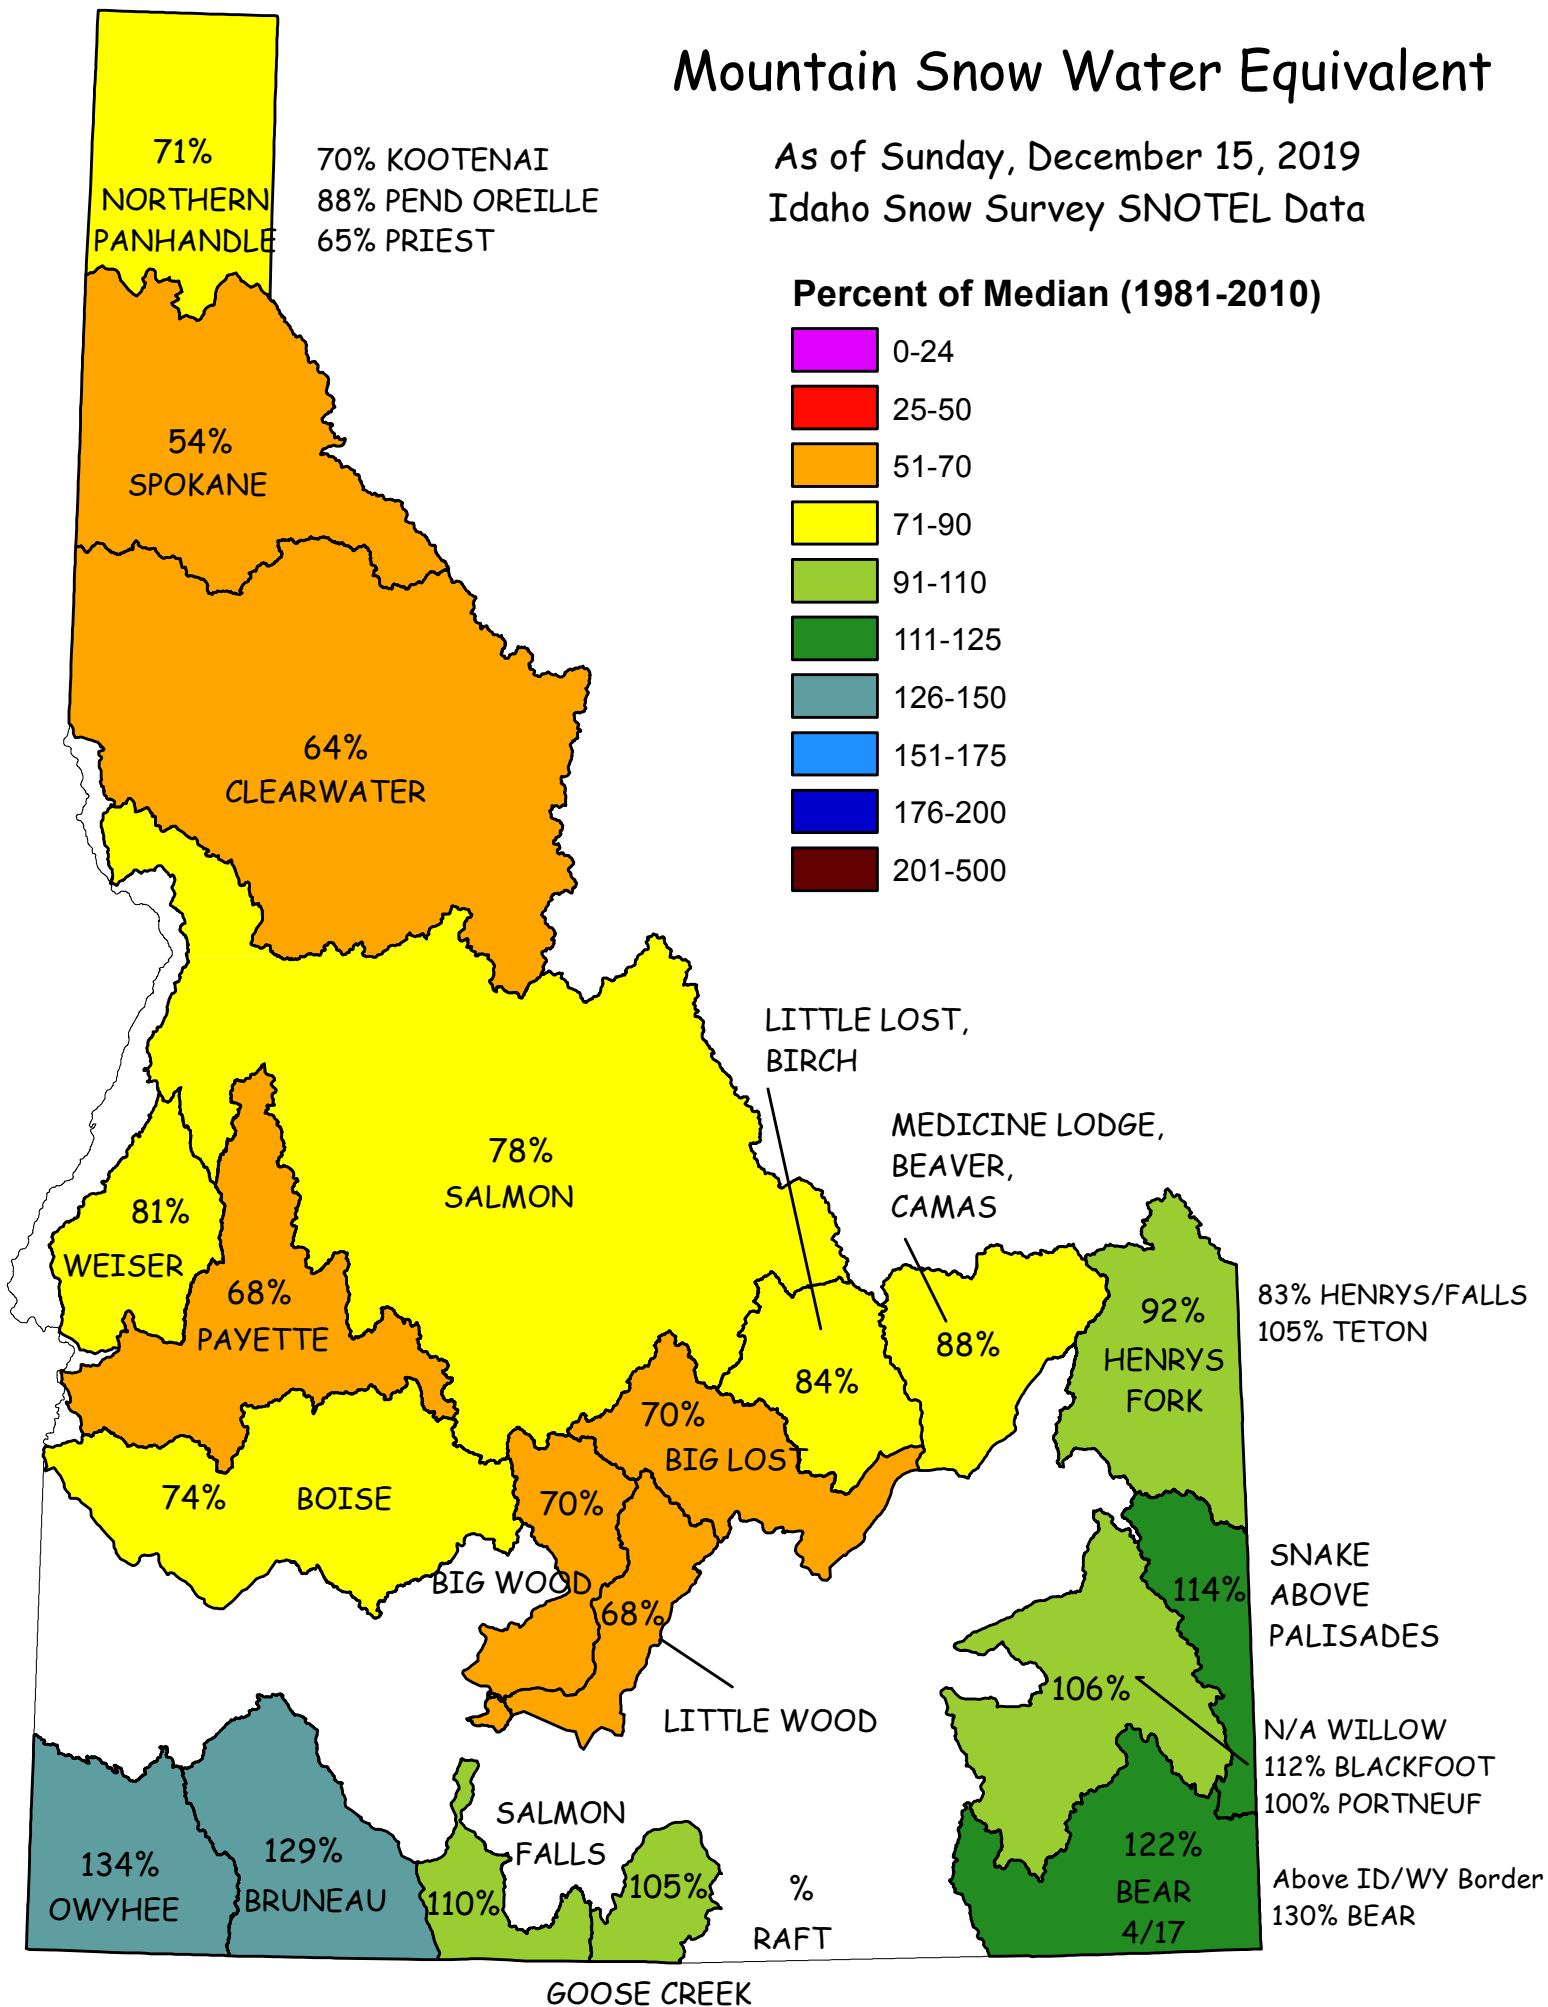 Mountain Snow Water Equivalent
As of Sunday, December 15, 2019
Idaho Snow Survey SNOTEL Data
Percent of Median (1981-2010)
0-24
25-50
51-70
71-90
91-110
111-125
126-150
151-175
176-200
201-500
71%
NORTHERN
PANHANDLE
70% KOOTENAI
88% PEND OREILLE
65% PRIEST
54%
SPOKANE
64%
CLEARWATER
LITTLE LOST,
BIRCH
MEDICINE LODGE,
BEAVER,
CAMAS
78%
SALMON
81%
WEISER
68%
PAYETTE
84%
88%
92%
HENRYS
FORK
83% HENRYS/FALLS
105% TETON
70%
BIG LOST
74%
BOISE
70%
BIG WOOD
68%
LITTLE WOOD
114%
SNAKE
ABOVE
PALISADES
106%
N/A WILLOW
112% BLACKFOOT
100% PORTNEUF
134%
OWYHEE
129%
BRUNEAU
110%
SALMON
FALLS
105%
%
RAFT
GOOSE CREEK
122%
BEAR
4/17
Above ID/WY Border
130% BEAR